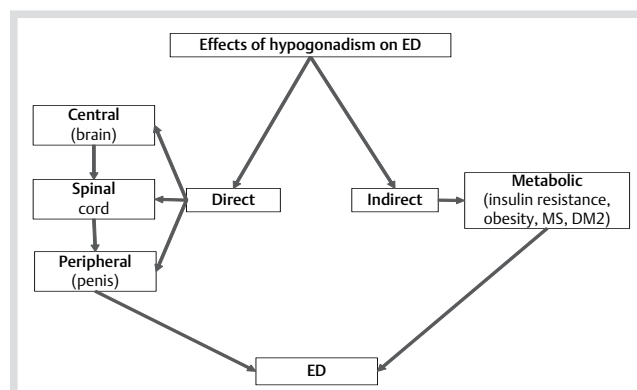 Effects of hypogonadism on ED
Central
(brain)
Spinal
cord
Peripheral
(penis)
Direct
Indirect
Metabolic
(insulin resistance,
obesity, MS, DM2)
ED